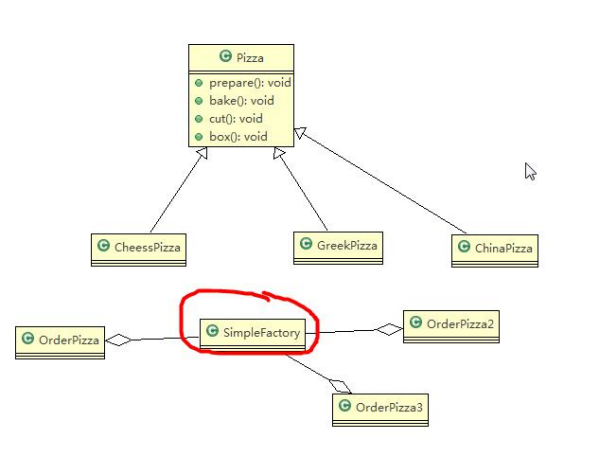 Pizza
prepare(): void
bake(): void
cut(): void
box(): void
CheessPizza
GreekPizza
ChinaPizza
OrderPizza
SimpleFactory
OrderPizza2
OrderPizza3